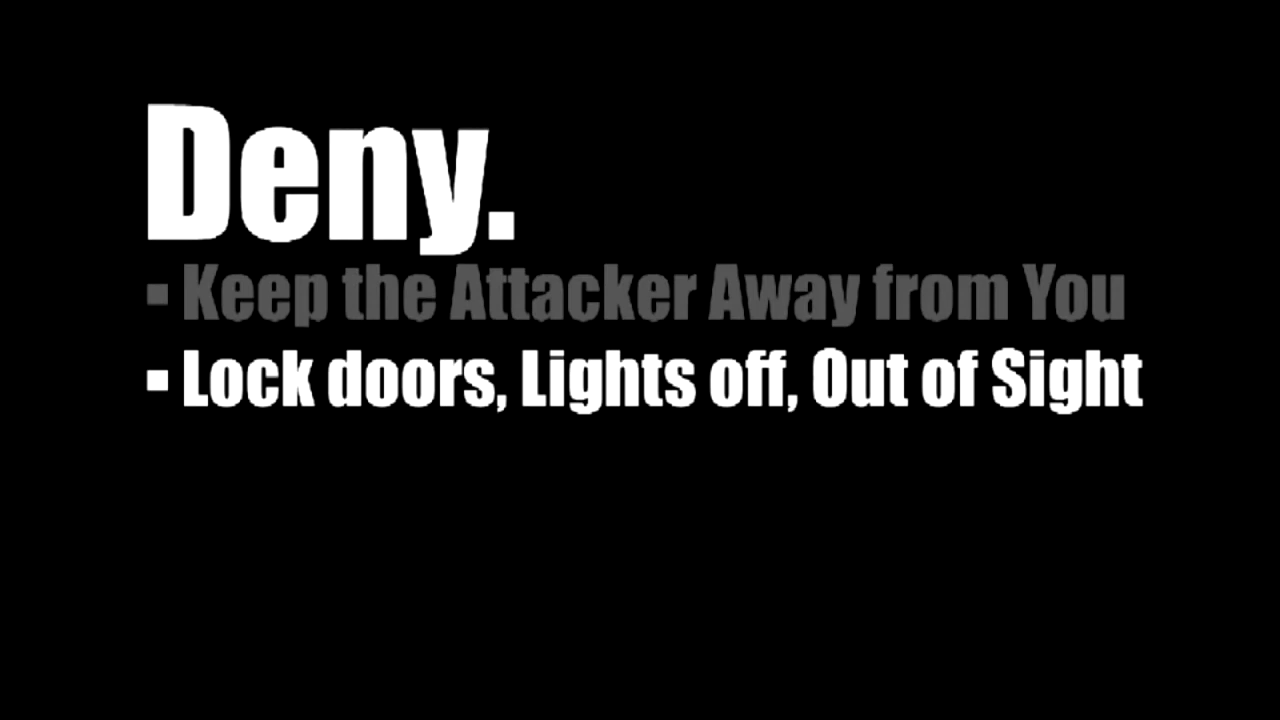 Deny.
▪ Keep the Attacker Away from You
▪ Lock doors, Lights off, Out of Sight